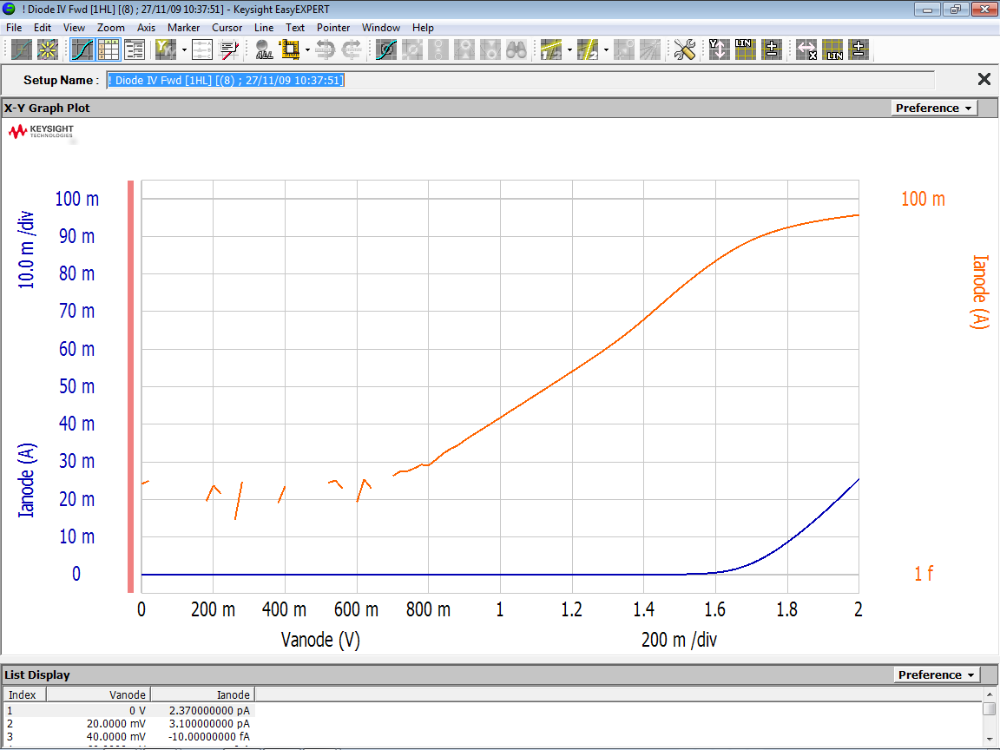 ! Diode IV Fwd [1HL] [(8) ; 27/11/09 10:37:51] - Keysight EasyEXPERT
File Edit View Zoom Axis Marker Cursor Line Text Pointer Window Help
Setup Name : ! Diode IV Fwd [1HL] [(8) ; 27/11/09 10:37:51]
X-Y Graph Plot Preference
KEYSIGHT
TECHNOLOGIES
10.0 m /div
Ianode (A)
100 m
90 m
80 m
70 m
60 m
50 m
40 m
30 m
20 m
10 m
0
100 m
Ianode (A)
1 f
0 200 m 400 m 600 m 800 m 1 1.2 1.4 1.6 1.8 2
Vanode (V) 200 m /div
List Display Preference
Index Vanode Ianode
1 0 V 2.370000000 pA
2 20.0000 mV 3.100000000 pA
3 40.0000 mV -10.00000000 fA